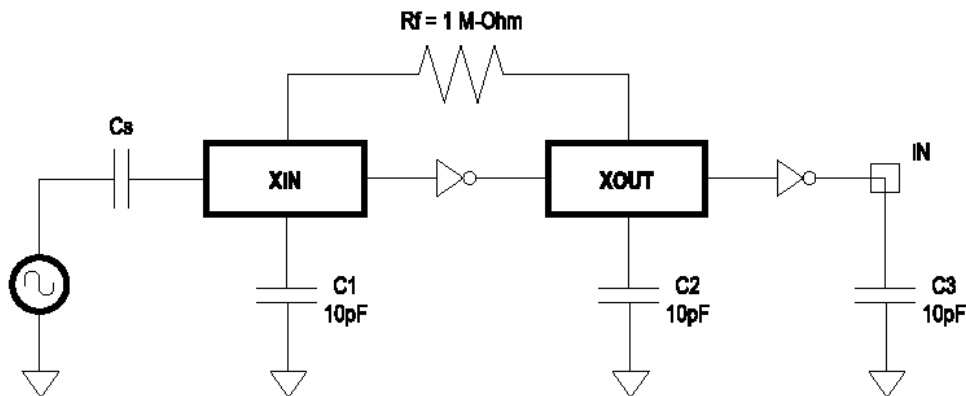 Rf = 1 M-Ohm
Cs
XIN
XOUT
IN
C1
10pF
C2
10pF
C3
10pF